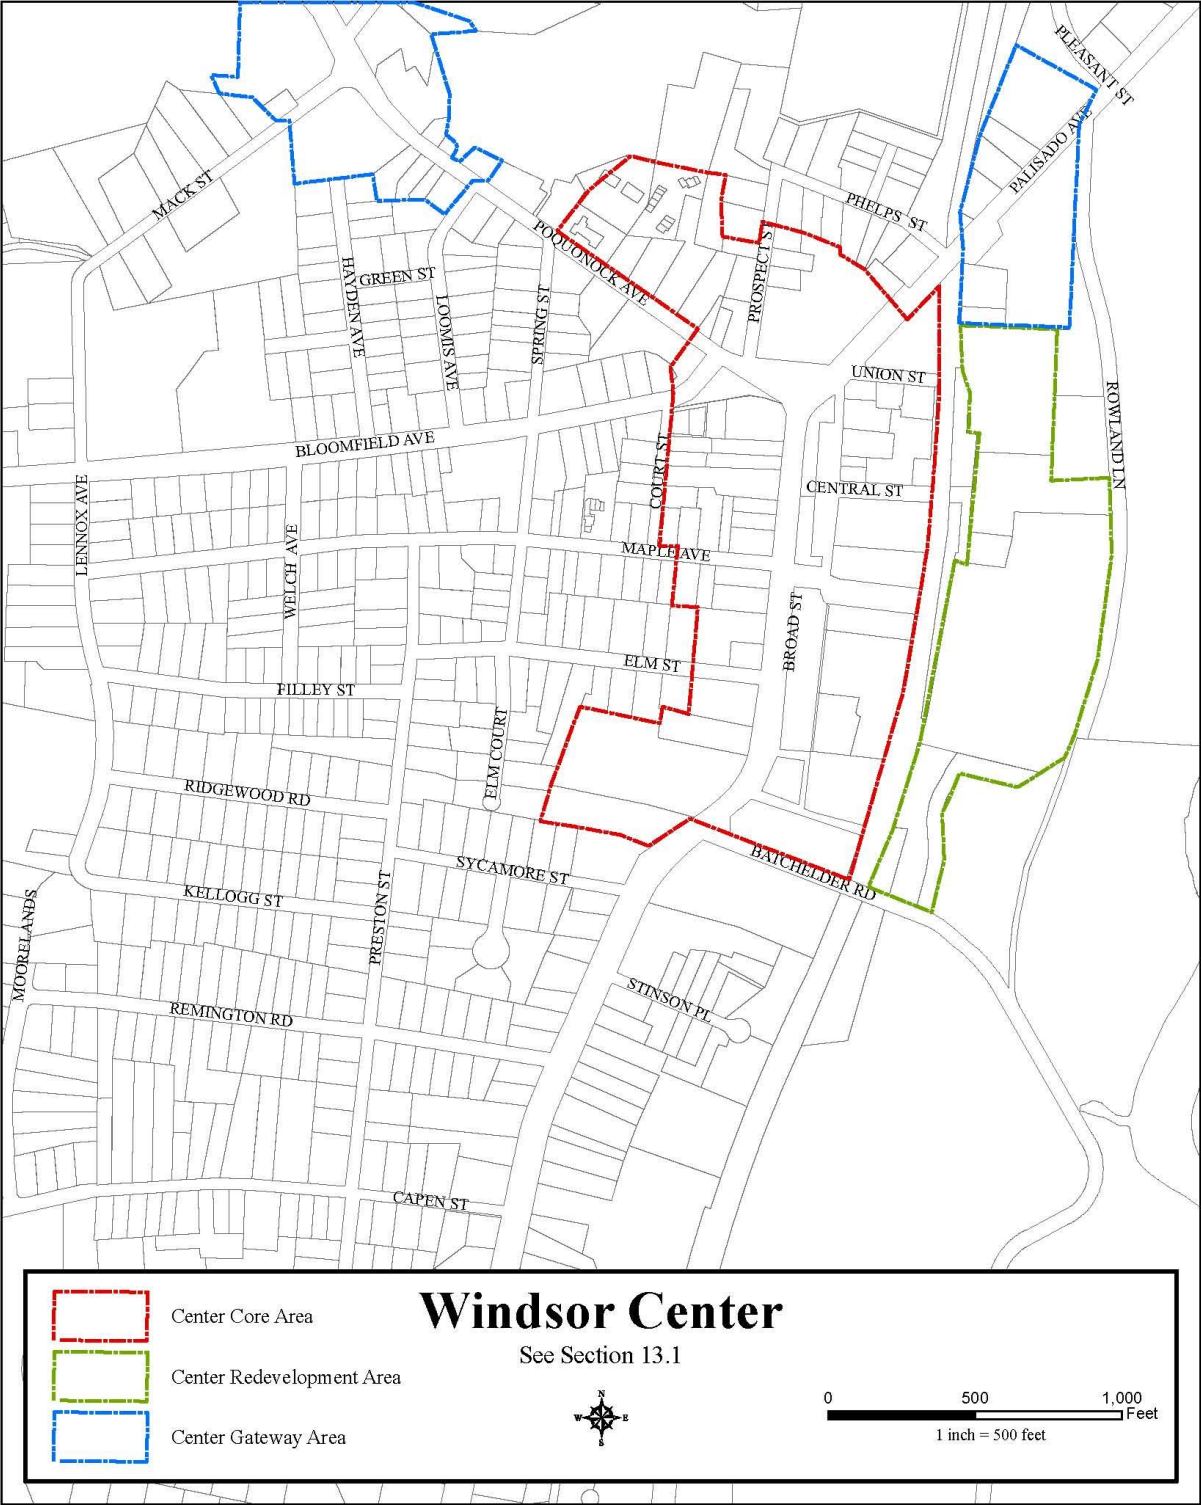 PLEASANT ST
PALISADO AVE
MACK ST
PHELPS ST
POQUONOCK AVE
PROSPECT S
HAYDEN AVE
GREEN ST
LOOMIS AVE
SPRING ST
UNION ST
ROWLAND LN
BLOOMFIELD AVE
COURT ST
CENTRAL ST
LENNOX AVE
WELCH AVE
MAPLE AVE
BROAD ST
ELM ST
FILLEY ST
ELM COURT
RIDGEWOOD RD
SYCAMORE ST
BATCHELDER RD
KELLOGG ST
PRESTON ST
MOORELANDS
STINSON PL
REMINGTON RD
CAPEN ST
Windsor Center
See Section 13.1
Center Core Area
Center Redevelopment Area
Center Gateway Area
N
W E
S
0 500 1,000
Feet
1 inch = 500 feet